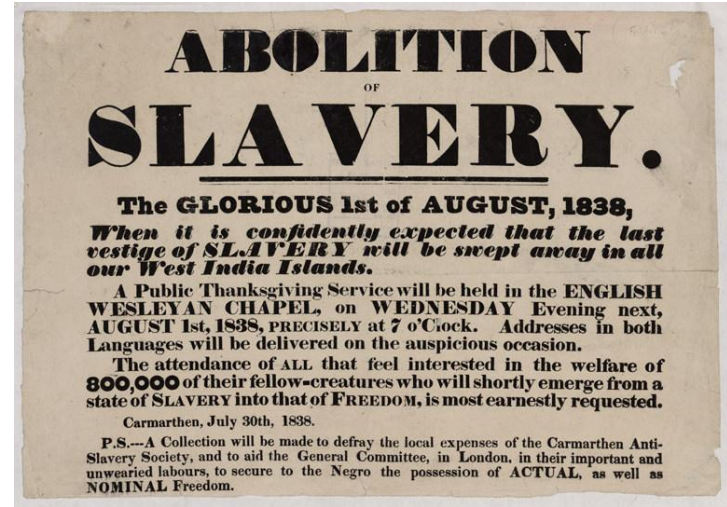 ABOLITION
OF
SLAVERY.
The GLORIOUS 1st of AUGUST, 1838,
When it is confidently expected that the last
vestige of SLAVERY will be swept away in all
our West India Islands.
A Public Thanksgiving Service will be held in the ENGLISH
WESLEYAN CHAPEL, on WEDNESDAY Evening next,
AUGUST 1st, 1838, PRECISELY at 7 o'Clock. Addresses in both
Languages will be delivered on the auspicious occasion.
The attendance of ALL that feel interested in the welfare of
800,000 of their fellow-creatures who will shortly emerge from a
state of SLAVERY into that of FREEDOM, is most earnestly requested.
Carmarthen, July 30th, 1838.
P.S.---A Collection will be made to defray the local expenses of the Carmarthen Anti-
Slavery Society, and to aid the General Committee, in London, in their important and
unwearied labours, to secure to the Negro the possession of ACTUAL, as well as
NOMINAL Freedom.